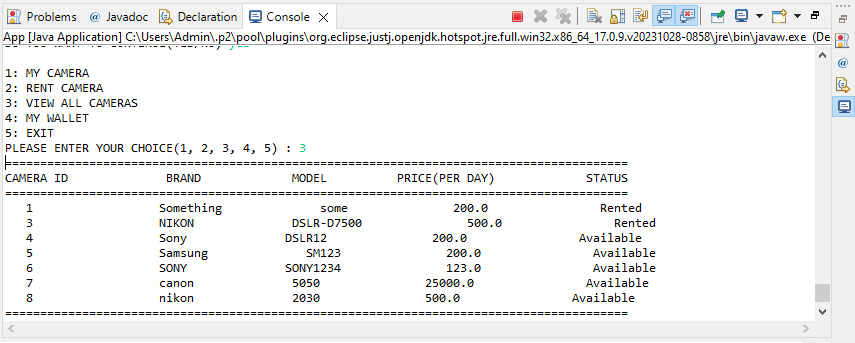 Problems @ Javadoc Declaration Console
App [Java Application] C:\Users\Admin\.p2\pool\plugins\org.eclipse.justj.openjdk.hotspot.jre.full.win32.x86_64_17.0.9.v20231028-0858\jre\bin\javaw.exe (De
1: MY CAMERA
2: RENT CAMERA
3: VIEW ALL CAMERAS
4: MY WALLET
5: EXIT
PLEASE ENTER YOUR CHOICE(1, 2, 3, 4, 5) : 3
=========================================================================================
CAMERA ID BRAND MODEL PRICE(PER DAY) STATUS
=========================================================================================
1 Something some 200.0 Rented
3 NIKON DSLR-D7500 500.0 Rented
4 Sony DSLR12 200.0 Available
5 Samsung SM123 200.0 Available
6 SONY SONY1234 123.0 Available
7 canon 5050 25000.0 Available
8 nikon 2030 500.0 Available
=========================================================================================